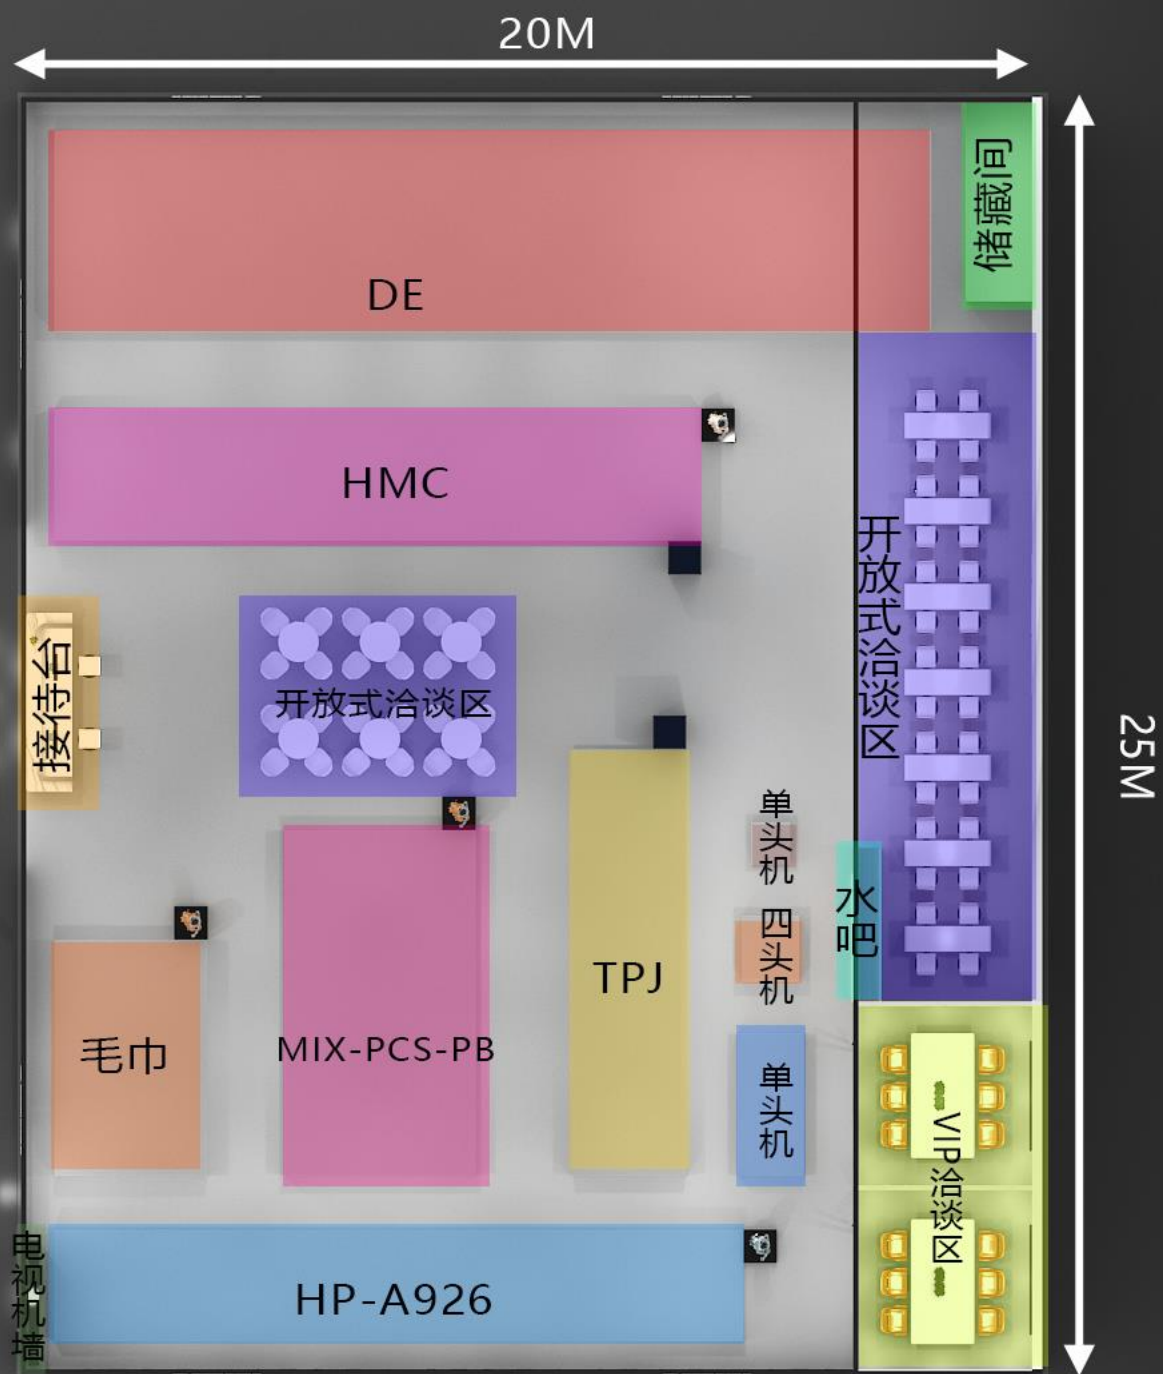 20M
储藏间
DE
HMC
开放式洽谈区
接待台
开放式洽谈区
25M
单头机
水吧
四头机
TPJ
毛巾
MIX-PCS-PB
单头机
VIP洽谈区
电视机墙
HP-A926